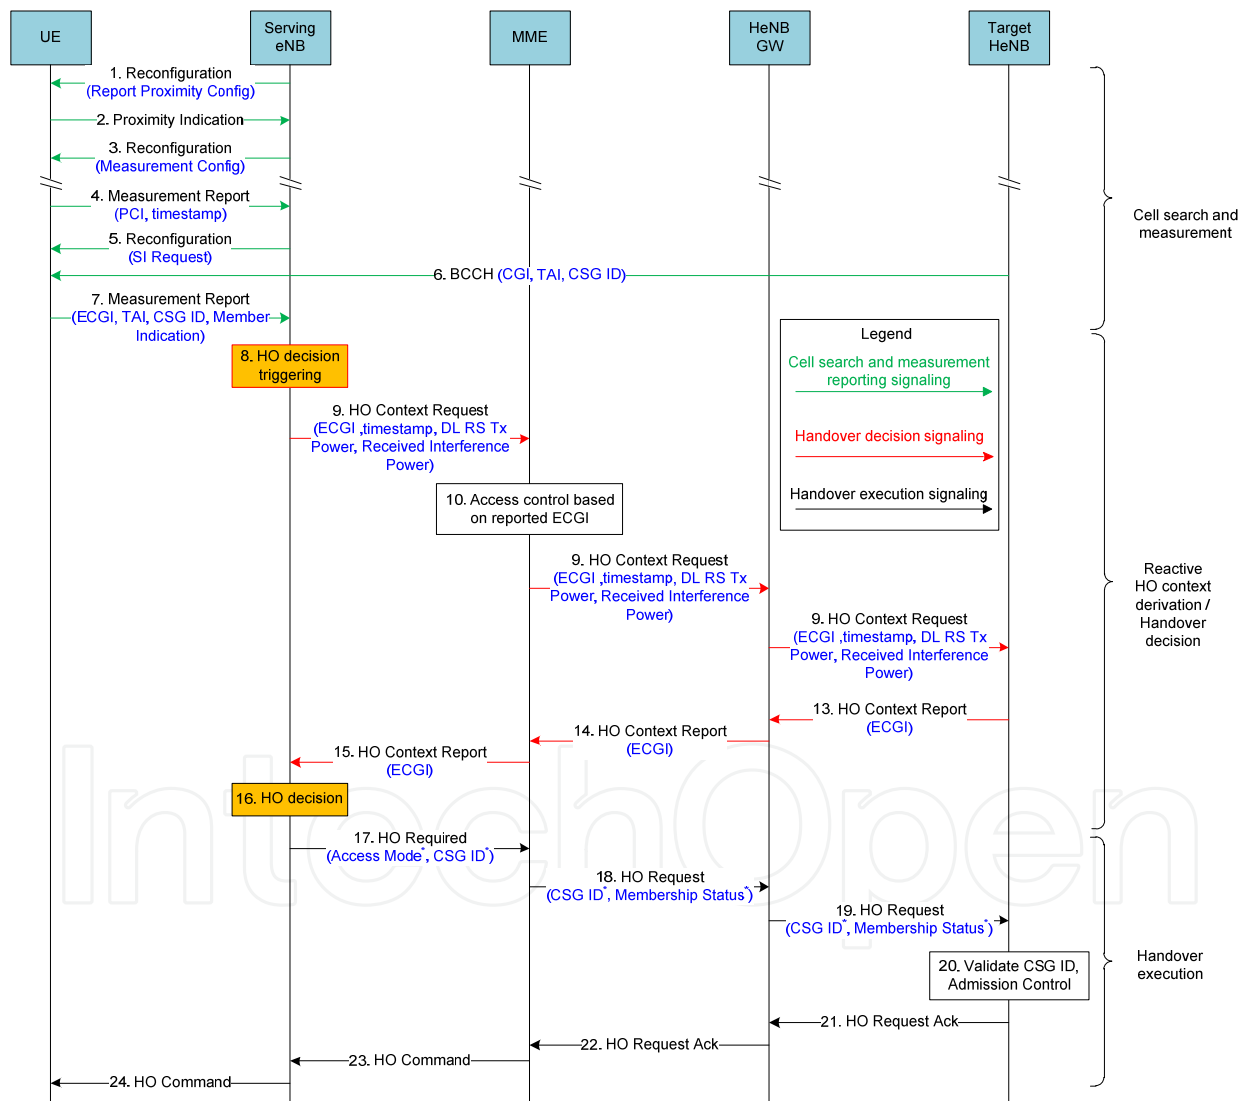 UE
Serving
eNB
MME
HeNB
GW
Target
HeNB
1. Reconfiguration
(Report Proximity Config)
2. Proximity Indication
3. Reconfiguration
(Measurement Config)
4. Measurement Report
(PCI, timestamp)
5. Reconfiguration
(SI Request)
6. BCCH (CGI, TAI, CSG ID)
7. Measurement Report
(ECGI, TAI, CSG ID, Member
Indication)
Cell search and
measurement
8. HO decision
triggering
Legend
Cell search and measurement
reporting signaling
Handover decision signaling
Handover execution signaling
9. HO Context Request
(ECGI ,timestamp, DL RS Tx
Power, Received Interference
Power)
10. Access control based
on reported ECGI
9. HO Context Request
(ECGI ,timestamp, DL RS Tx
Power, Received Interference
Power)
9. HO Context Request
(ECGI ,timestamp, DL RS Tx
Power, Received Interference
Power)
Reactive
HO context
derivation /
Handover
decision
13. HO Context Report
(ECGI)
14. HO Context Report
(ECGI)
15. HO Context Report
(ECGI)
16. HO decision
17. HO Required
(Access Mode*, CSG ID*)
18. HO Request
(CSG ID*, Membership Status*)
19. HO Request
(CSG ID*, Membership Status*)
20. Validate CSG ID,
Admission Control
Handover
execution
21. HO Request Ack
22. HO Request Ack
23. HO Command
24. HO Command
IntechOpen